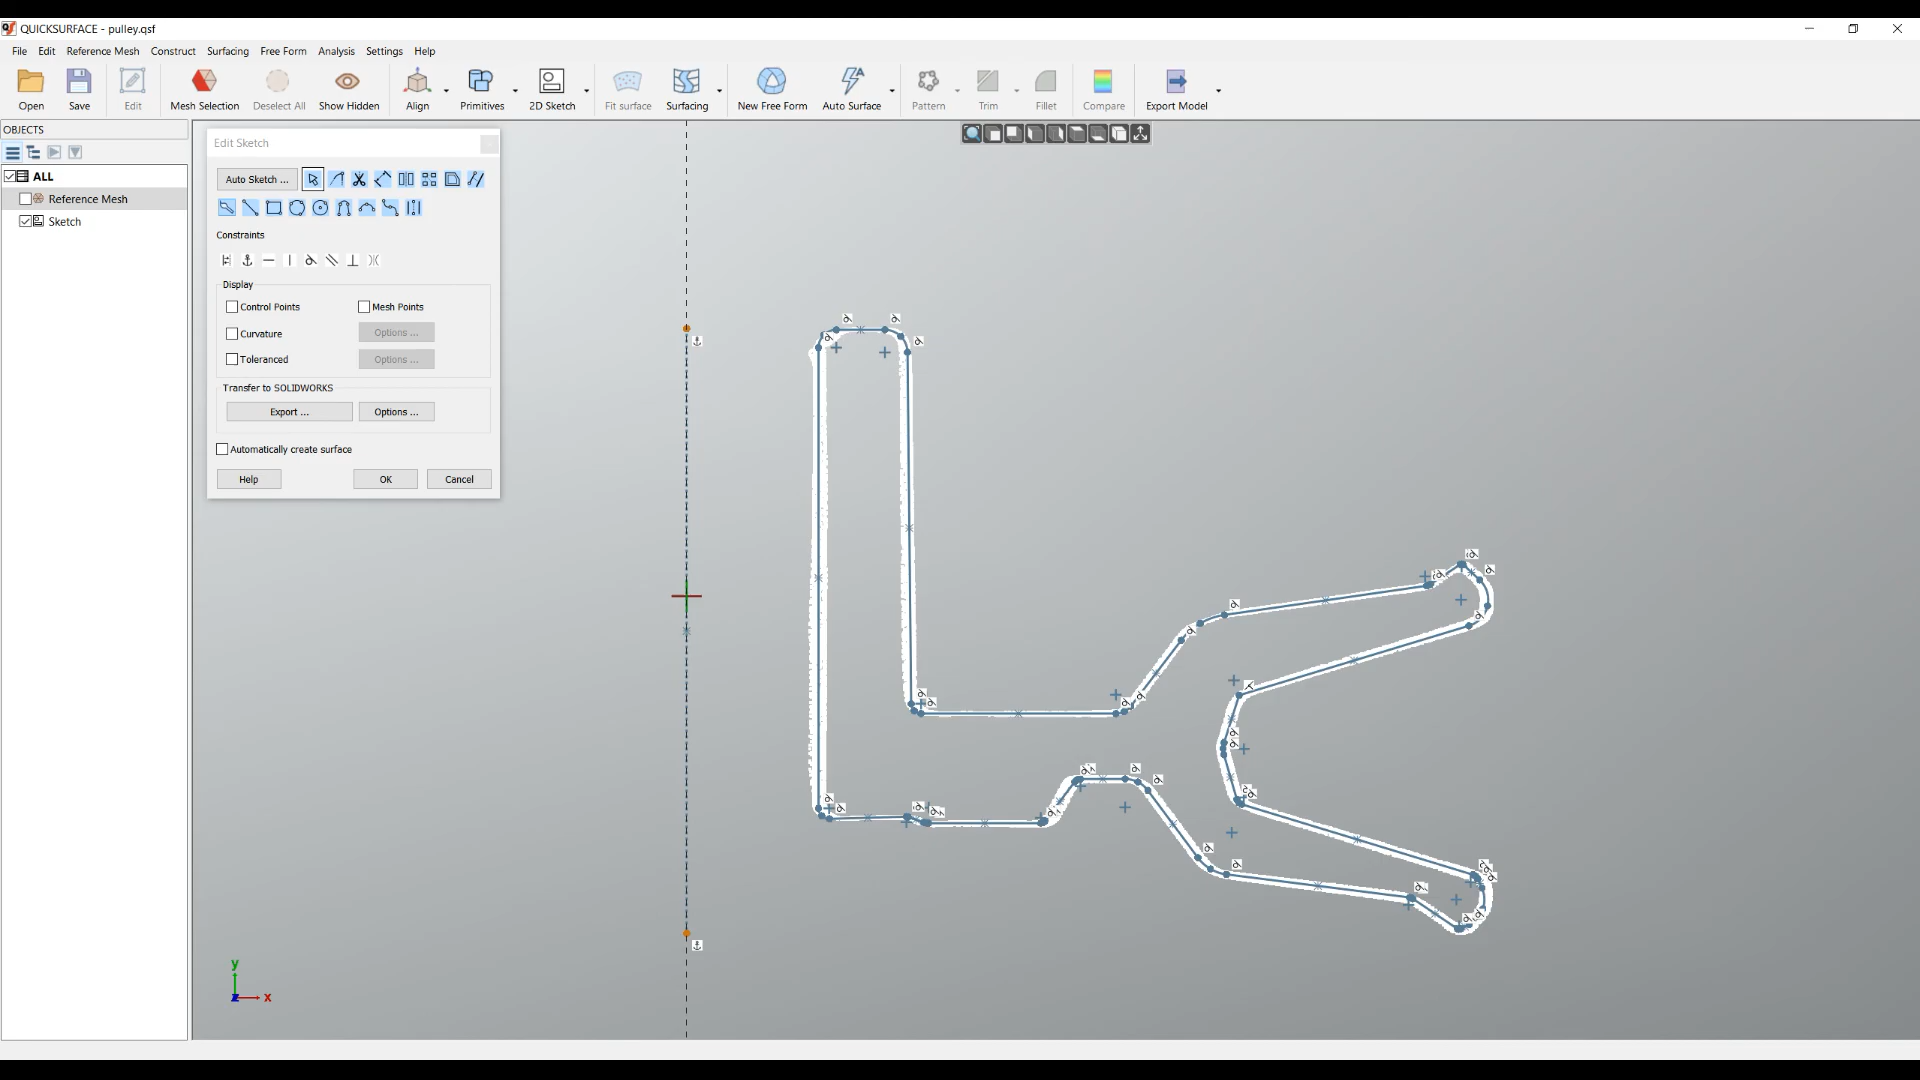 QUICKSURFACE - pulley.qsf
File Edit Reference Mesh Construct Surfacing Free Form Analysis Settings Help
Open Save Edit Mesh Selection Deselect All Show Hidden Align Primitives 2D Sketch Fit surface Surfacing New Free Form Auto Surface Pattern Trim Fillet Compare Export Model
OBJECTS
ALL
Reference Mesh
Sketch
Edit Sketch
Auto Sketch ...
Constraints
Display
Control Points Mesh Points
Curvature Options ...
Toleranced Options ...
Transfer to SOLIDWORKS
Export ... Options ...
Automatically create surface
Help OK Cancel
y
z x